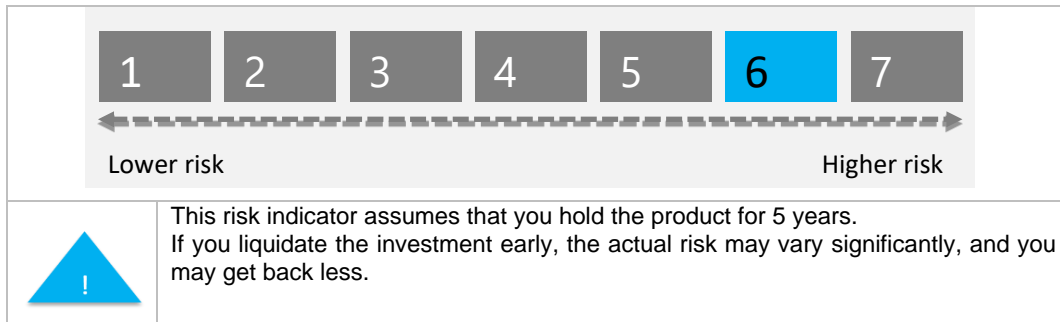 1 2 3 4 5 6 7
Lower risk Higher risk
This risk indicator assumes that you hold the product for 5 years.
If you liquidate the investment early, the actual risk may vary significantly, and you
may get back less.
!